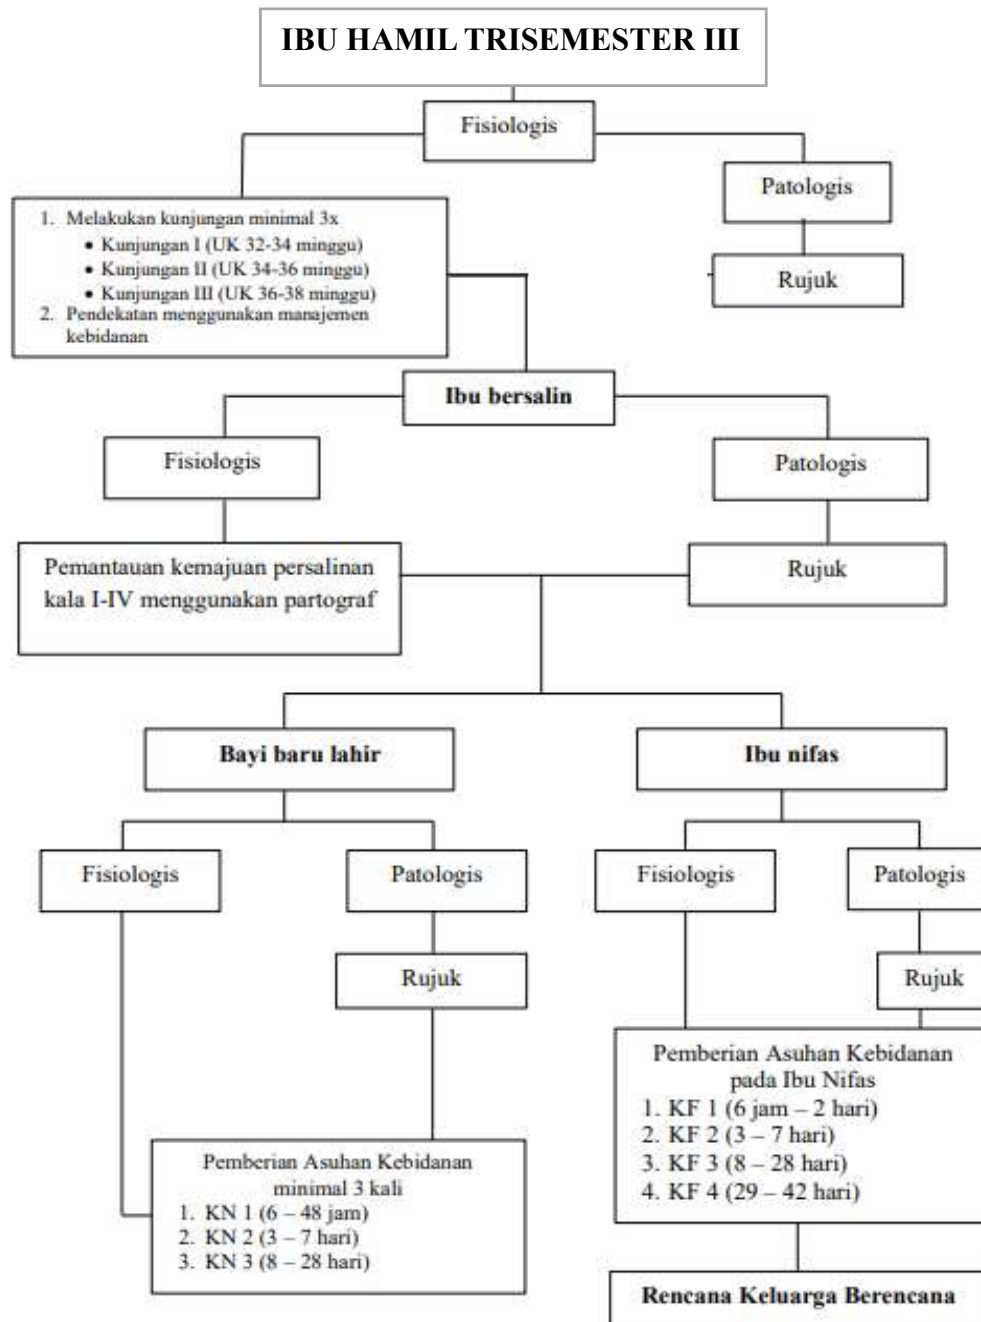 IBU HAMIL TRISEMESTER III
Fisiologis
Patologis
Rujuk
1. Melakukan kunjungan minimal 3x
• Kunjungan I (UK 32-34 minggu)
• Kunjungan II (UK 34-36 minggu)
• Kunjungan III (UK 36-38 minggu)
2. Pendekatan menggunakan manajemen
kebidanan
Ibu bersalin
Fisiologis
Patologis
Pemantauan kemajuan persalinan
kala I-IV menggunakan partograf
Rujuk
Bayi baru lahir
Ibu nifas
Fisiologis
Patologis
Fisiologis
Patologis
Rujuk
Rujuk
Pemberian Asuhan Kebidanan
minimal 3 kali
1. KN 1 (6 – 48 jam)
2. KN 2 (3 – 7 hari)
3. KN 3 (8 – 28 hari)
Pemberian Asuhan Kebidanan
pada Ibu Nifas
1. KF 1 (6 jam – 2 hari)
2. KF 2 (3 – 7 hari)
3. KF 3 (8 – 28 hari)
4. KF 4 (29 – 42 hari)
Rencana Keluarga Berencana